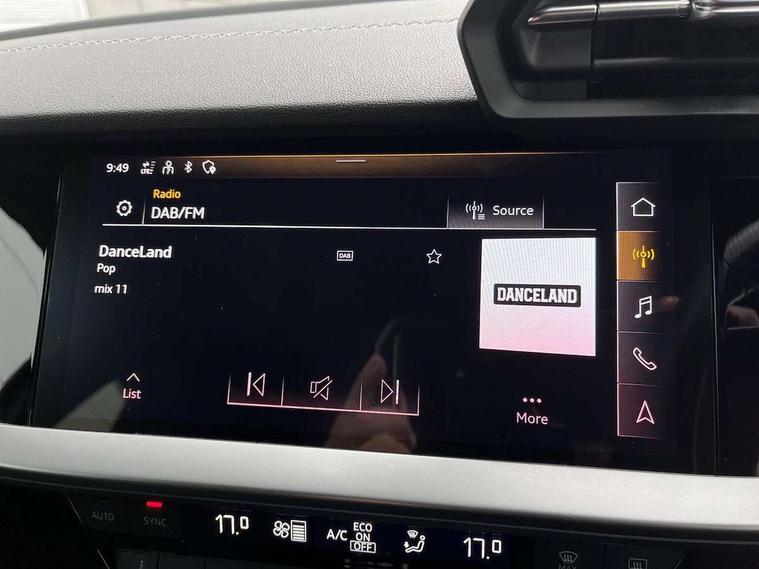 9:49
Radio
DAB/FM
Source
DanceLand
DAB
Pop
mix 11
DANCELAND
List
More
AUTO
SYNC
17.0
A/C
ECO
ON
OFF
17.0
MAX